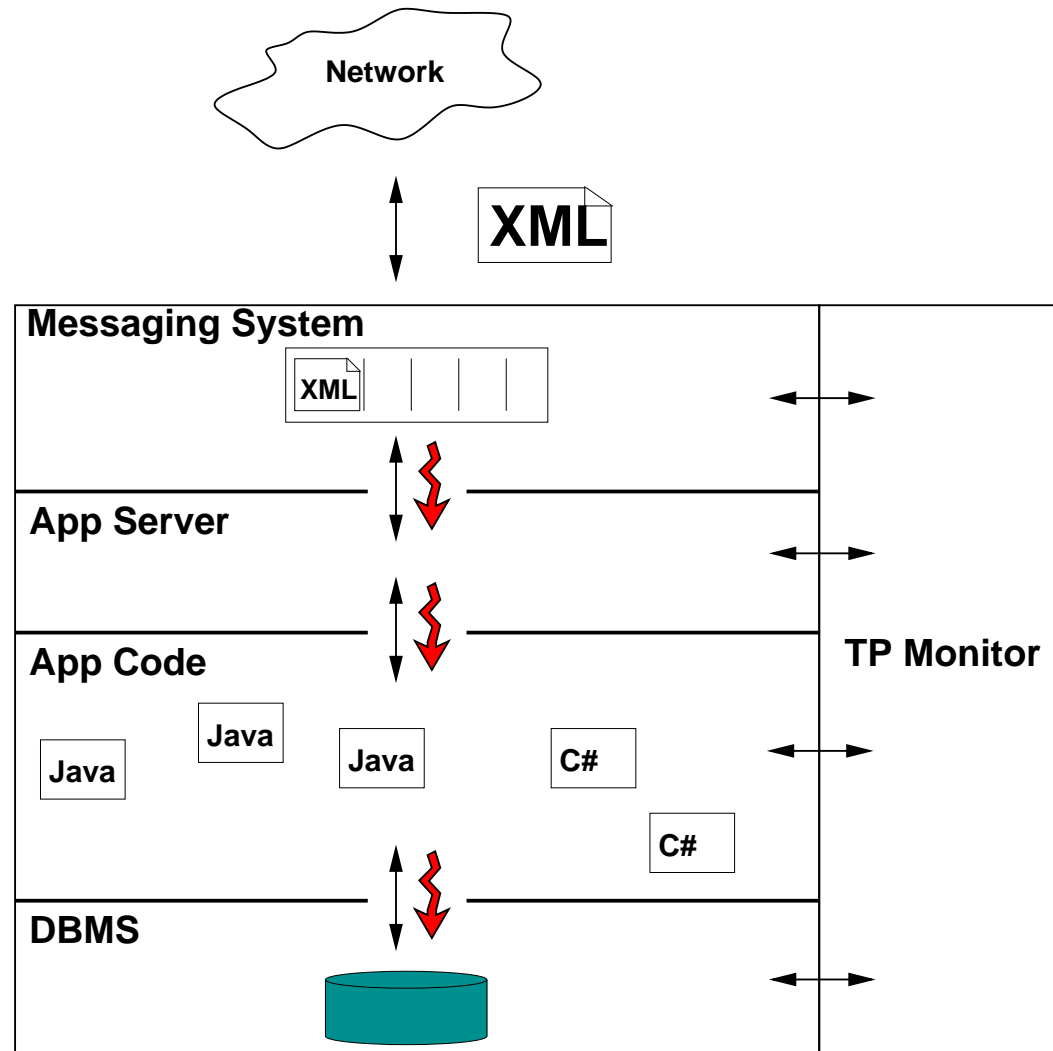 Network
XML
Messaging System
XML
App Server
App Code
TP Monitor
Java
Java
Java
C#
C#
DBMS